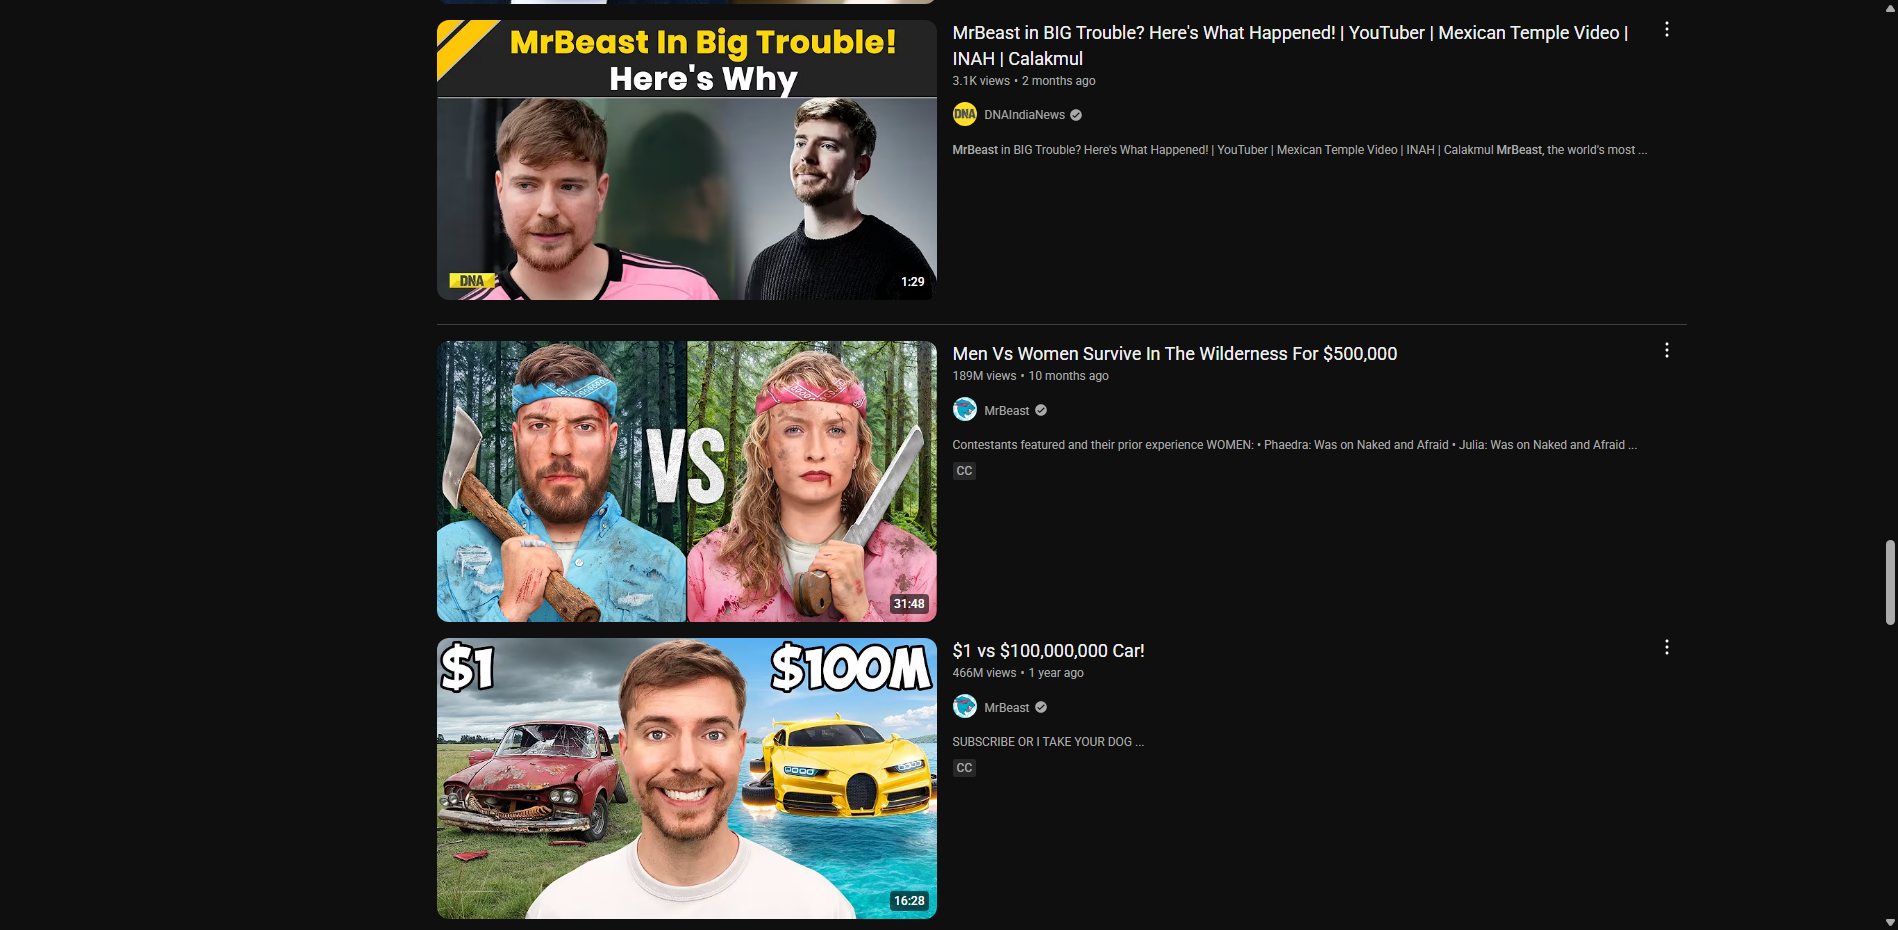 MrBeast In Big Trouble!
Here's Why
DNA
1:29
MrBeast in BIG Trouble? Here's What Happened! | YouTuber | Mexican Temple Video |
INAH | Calakmul
3.1K views • 2 months ago
DNA
DNAIndiaNews
MrBeast in BIG Trouble? Here's What Happened! | YouTuber | Mexican Temple Video | INAH | Calakmul MrBeast, the world's most ...
VS
31:48
Men Vs Women Survive In The Wilderness For $500,000
189M views • 10 months ago
MrBeast
Contestants featured and their prior experience WOMEN: • Phaedra: Was on Naked and Afraid • Julia: Was on Naked and Afraid ...
CC
$1
$100M
16:28
$1 vs $100,000,000 Car!
466M views • 1 year ago
MrBeast
SUBSCRIBE OR I TAKE YOUR DOG ...
CC